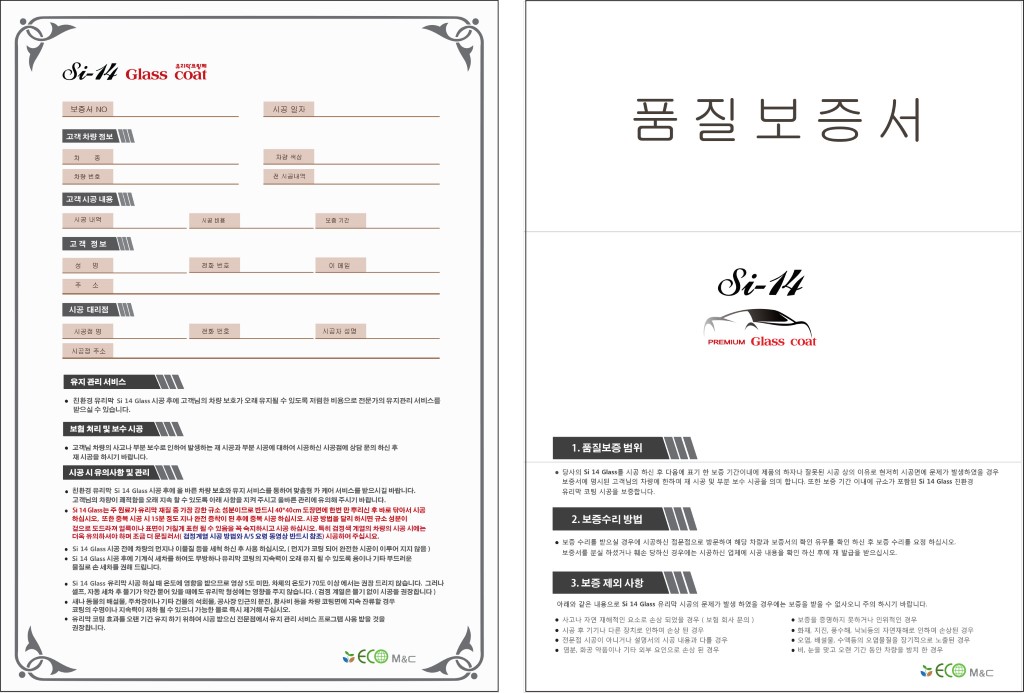 Si-14 Glass coat
유리막코팅제
보증서 NO
시공 일자
고객 차량 정보
차 종
차량 색상
차량 번호
전 시공내역
고객 시공 내용
시공 내역
시공 비용
보증 기간
고객 정보
성 명
전화 번호
이 메일
주 소
시공 대리점
시공점 명
전화 번호
시공자 성명
시공점 주소
유지 관리 서비스
● 친환경 유리막 Si 14 Glass 시공 후에 고객님의 차량 보호가 오래 유지될 수 있도록 저렴한 비용으로 전문가의 유지관리 서비스를
받으실 수 있습니다.
보험 처리 및 보수 시공
● 고객님 차량의 사고나 부분 보수로 인하여 발생하는 재 시공과 부분 시공에 대하여 시공하신 시공점에 상담 문의 하신 후
재 시공을 하시기 바랍니다.
시공 시 유의사항 및 관리
● 친환경 유리막 Si 14 Glass 시공 후에 올 바른 차량 보호와 유지 서비스를 통하여 맞춤형 카 케어 서비스를 받으시길 바랍니다.
고객님의 차량이 쾌적함을 오래 지속 할 수 있도록 아래 사항을 지켜 주시고 올바른 관리에 유의해 주시기 바랍니다.
● Si 14 Glass는 주 원료가 유리막 재질 중 가장 강한 규소 성분이므로 반드시 40*40cm 도장면에 한번 만 뿌리신 후 바로 닦아서 시공
하십시오. 또한 중복 시공 시 15분 정도 지나 완전 증착이 된 후에 중복 시공 하십시오. 시공 방법을 달리 하시면 규소 성분이
겉으로 도드라져 얼룩이나 표면이 거칠게 표현 될 수 있음을 꼭 숙지하시고 시공 하십시오. 특히 검정색 계열의 차량의 시공 시에는
더욱 유의하셔야 하며 조금 더 문질러서( 검정계열 시공 방법와 A/S 요령 동영상 반드시 참조) 시공하여 주십시요.
● Si 14 Glass 시공 전에 차량의 먼지나 이물질 등을 세척 하신 후 사용 하십시오. ( 먼지가 코팅 되어 완전한 시공이 이루어 지지 않음 )
● Si 14 Glass 시공 후에 기계식 세차를 하여도 무방하나 유리막 코팅의 지속력이 오래 유지 될 수 있도록 용이나 기타 부드러운
물질로 손 세차를 권해 드립니다.
● Si 14 Glass 유리막 시공 하실 때 온도에 영향을 받으므로 영상 5도 미만, 차체의 온도가 70도 이상 에서는 권장 드리지 않습니다. 그러나
셀프, 자동 세차 후 물기가 약간 묻어 있을 때에도 유리막 형성에는 영향을 주지 않습니다. ( 검정 계열은 물기 없이 시공을 권장합니다 )
● 새나 동물의 배설물, 주차장이나 기타 건물의 석회물, 공사장 인근의 분진, 황사비 등을 차량 코팅면에 지속 잔류할 경우
코팅의 수명이나 지속력이 저하 될 수 있으니 가능한 물로 즉시 제거해 주십시오.
● 유리막 코팅 효과를 오랜 기간 유지 하기 위하여 시공 받으신 전문점에서 유지 관리 서비스 프로그램 사용 받을 것을
권장합니다.
ECO M&C
품질보증서
Si-14
PREMIUM Glass coat
1. 품질보증 범위
● 당사의 Si 14 Glass를 시공 하신 후 다음에 표기 한 보증 기간이내에 제품의 하자나 잘못된 시공 상의 이유로 현저히 시공면에 문제가 발생하였을 경우
보증서에 명시된 고객님의 차량에 한하며 재 시공 및 부분 보수 시공을 의미 합니다. 또한 보증 기간 이내에 규소가 포함된 Si 14 Glass 친환경
유리막 코팅 시공을 보증합니다.
2. 보증수리 방법
● 보증 수리를 받으실 경우에 시공하신 점문점으로 방문하여 해당 차량과 보증서의 확인 유무를 확인 하신 후 보증 수리를 요청 하십시오.
보증서를 분실 하셨거나 훼손 당하신 경우에는 시공하신 업체에 시공 내용을 확인 하신 후에 재 발급을 받으십시오.
3. 보증 제외 사항
아래와 같은 내용으로 Si 14 Glass 유리막 시공의 문제가 발생 하였을 경우에는 보증을 받을 수 없사오니 주의 하시기 바랍니다.
● 사고나 자연 재해적인 요소로 손상 되었을 경우 ( 보험 회사 문의 )
● 시공 후 기기나 다른 장치로 인하여 손상 된 경우
● 전문점 시공이 아니거나 설명서의 시공 내용과 다를 경우
● 염분, 화공 약품이나 기타 외부 요인으로 손상 된 경우
● 보증을 증명하지 못하거나 인위적인 경우
● 화재, 지진, 풍수해, 낙뇌등의 자연재해로 인하여 손상된 경우
● 오염, 배설물, 수액등의 오염물질을 장기적으로 노출된 경우
● 비, 눈을 맞고 오랜 기간 동안 차량을 방치 한 경우
ECO M&C